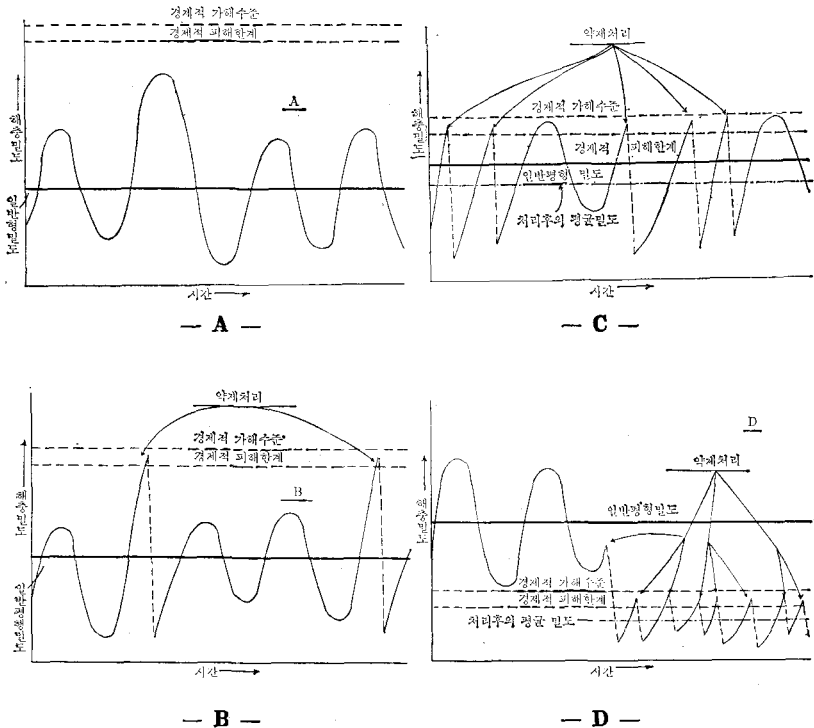 경제적 가해수준
경제적 피해한계
A
해충밀도
일반평형밀도
시간
— A —
약제처리
경제적 가해수준
경제적 피해한계
일반평형 밀도
처리후의 평균밀도
해충밀도
시간
— C —
약제처리
경제적 가해수준
경제적 피해한계
B
해충밀도
일반평형밀도
시간
— B —
D
약제처리
일반평형밀도
해충밀도
경제적 가해수준
경제적 피해한계
처리후의 평균 밀도
시간
— D —